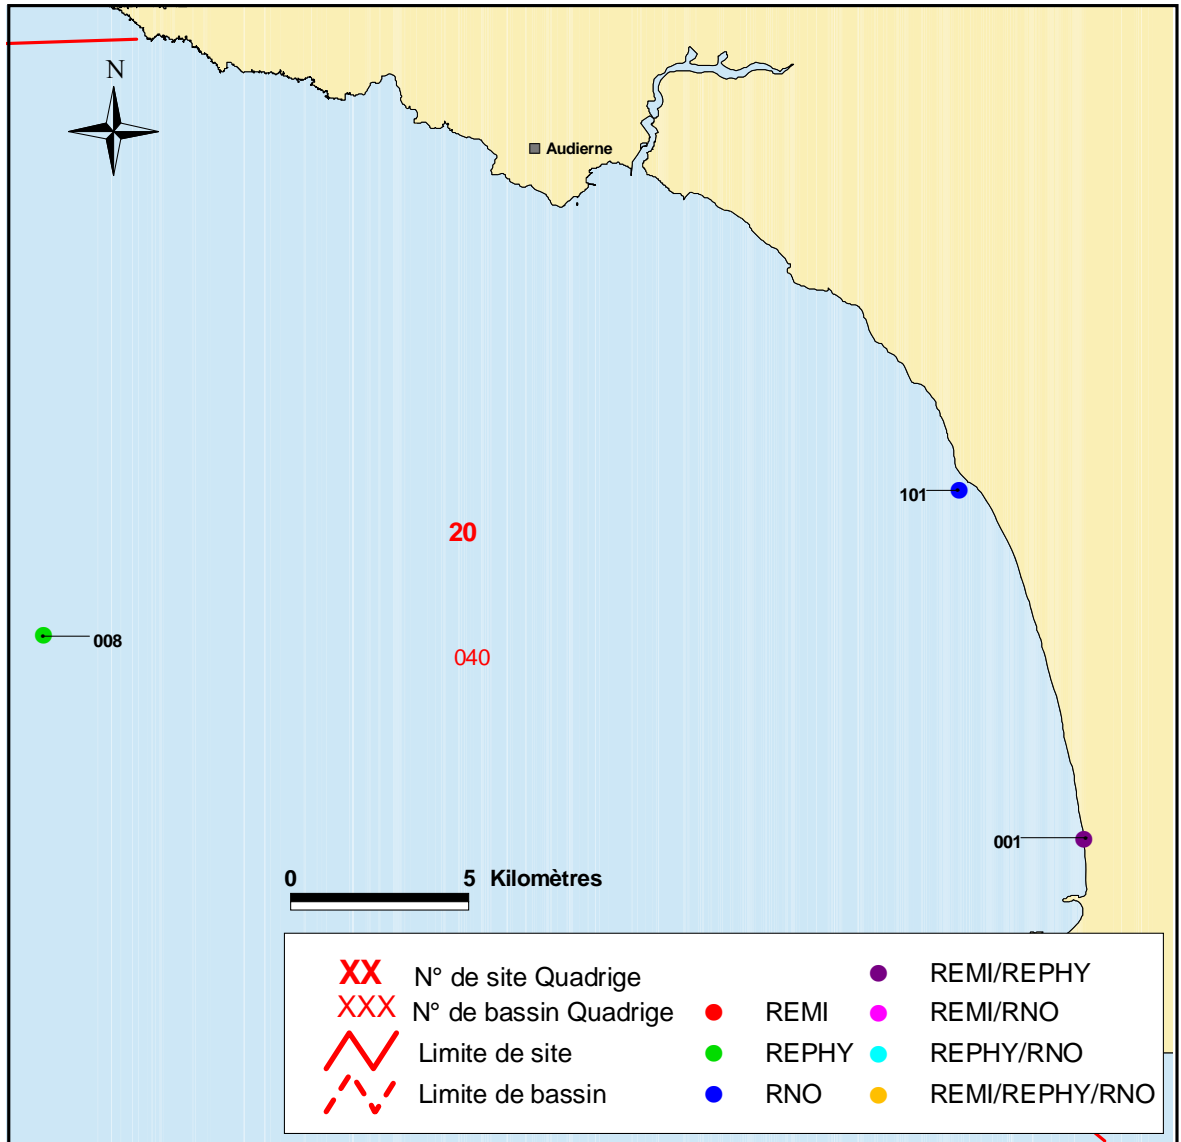 N
Audierne
101
20
008
040
001
0 5 Kilomètres
XX N° de site Quadrige
XXX N° de bassin Quadrige
Limite de site
Limite de bassin
REMI
REPHY
RNO
REMI/REPHY
REMI/RNO
REPHY/RNO
REMI/REPHY/RNO